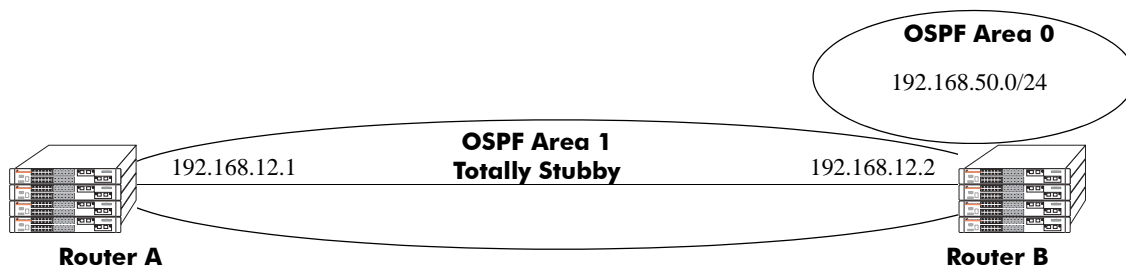 OSPF Area 0
192.168.50.0/24
OSPF Area 1
Totally Stubby
192.168.12.1
192.168.12.2
Router A
Router B